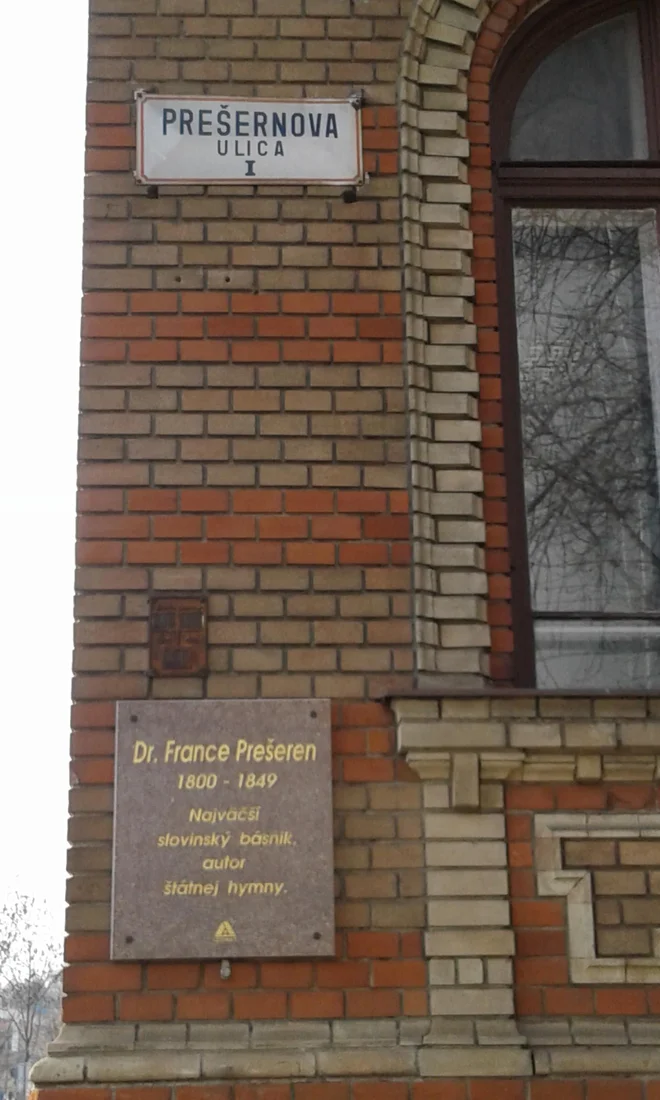 PREŠERNOVA
ULICA
I
Dr. France Prešeren
1800 - 1849
Najväčší
slovinský básnik,
autor
štátnej hymny.